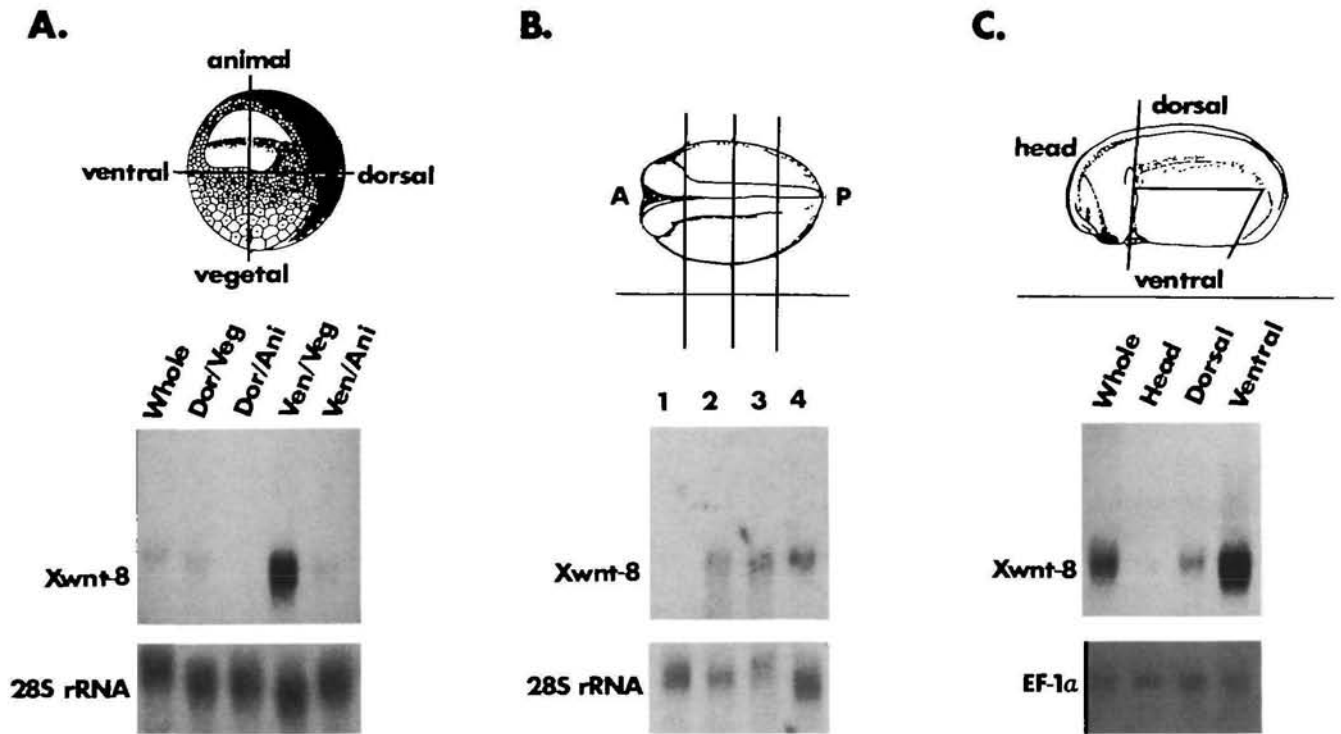 A.
animal
ventral
dorsal
vegetal
Whole
Dor/Veg
Dor/Ani
Ven/Veg
Ven/Ani
Xwnt-8
28S rRNA
B.
A
P
1 2 3 4
Xwnt-8
28S rRNA
C.
dorsal
head
ventral
Whole
Head
Dorsal
Ventral
Xwnt-8
EF-1α